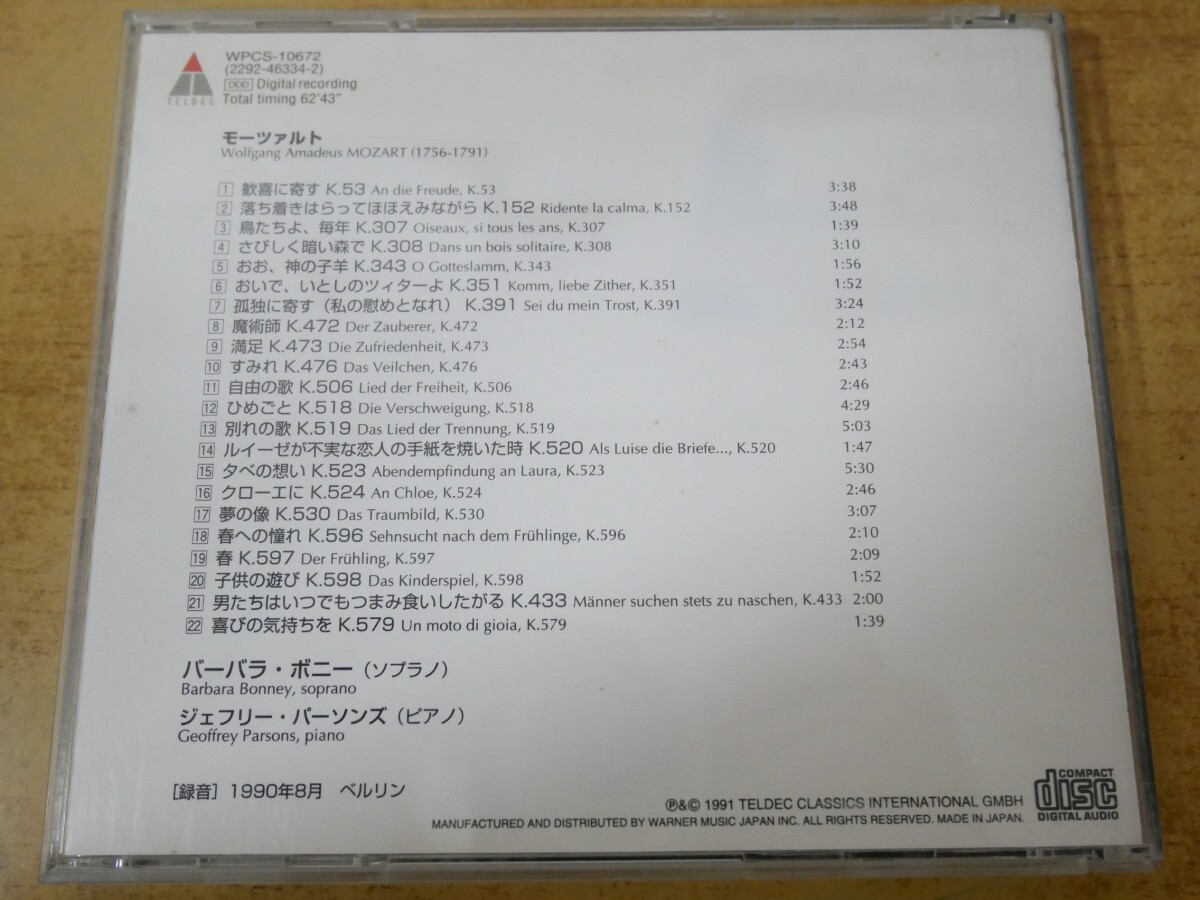 WPCS-10672
(2292-46334-2)
DDD Digital recording
TELDEC Total timing 62'43"
モーツァルト
Wolfgang Amadeus MOZART (1756-1791)
1 歓喜に寄す K.53 An die Freude, K.53 3:38
2 落ち着きはらってほほえみながら K.152 Ridente la calma, K.152 3:48
3 鳥たちよ、毎年 K.307 Oiseaux, si tous les ans, K.307 1:39
4 さびしく暗い森で K.308 Dans un bois solitaire, K.308 3:10
5 おお、神の子羊 K.343 O Gotteslamm, K.343 1:56
6 おいで、いとしのツィターよ K.351 Komm, liebe Zither, K.351 1:52
7 孤独に寄す（私の慰めとなれ） K.391 Sei du mein Trost, K.391 3:24
8 魔術師 K.472 Der Zauberer, K.472 2:12
9 満足 K.473 Die Zufriedenheit, K.473 2:54
10 すみれ K.476 Das Veilchen, K.476 2:43
11 自由の歌 K.506 Lied der Freiheit, K.506 2:46
12 ひめごと K.518 Die Verschweigung, K.518 4:29
13 別れの歌 K.519 Das Lied der Trennung, K.519 5:03
14 ルイーゼが不実な恋人の手紙を焼いた時 K.520 Als Luise die Briefe..., K.520 1:47
15 夕べの想い K.523 Abendempfindung an Laura, K.523 5:30
16 クローエに K.524 An Chloe, K.524 2:46
17 夢の像 K.530 Das Traumbild, K.530 3:07
18 春への憧れ K.596 Sehnsucht nach dem Frühlinge, K.596 2:10
19 春 K.597 Der Frühling, K.597 2:09
20 子供の遊び K.598 Das Kinderspiel, K.598 1:52
21 男たちはいつでもつまみ食いしたがる K.433 Männer suchen stets zu naschen, K.433 2:00
22 喜びの気持ちを K.579 Un moto di gioia, K.579 1:39
バーバラ・ボニー（ソプラノ）
Barbara Bonney, soprano
ジェフリー・パーソンズ（ピアノ）
Geoffrey Parsons, piano
[録音] 1990年8月 ベルリン
℗&© 1991 TELDEC CLASSICS INTERNATIONAL GMBH
MANUFACTURED AND DISTRIBUTED BY WARNER MUSIC JAPAN INC. ALL RIGHTS RESERVED. MADE IN JAPAN.
COMPACT
disc
DIGITAL AUDIO